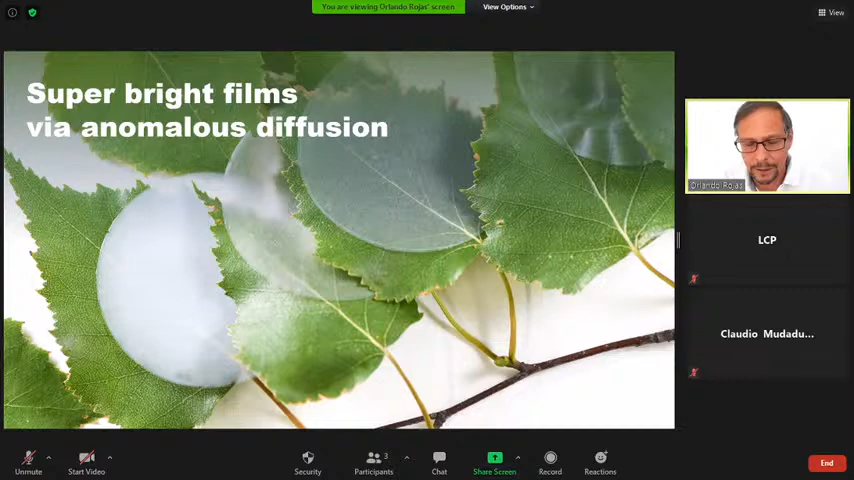 You are viewing Orlando Rojas' screen
View Options
View
Super bright films
via anomalous diffusion
Orlando Rojas
LCP
Claudio Mudadu...
Unmute
Start Video
Security
3
Participants
Chat
Share Screen
Record
Reactions
End